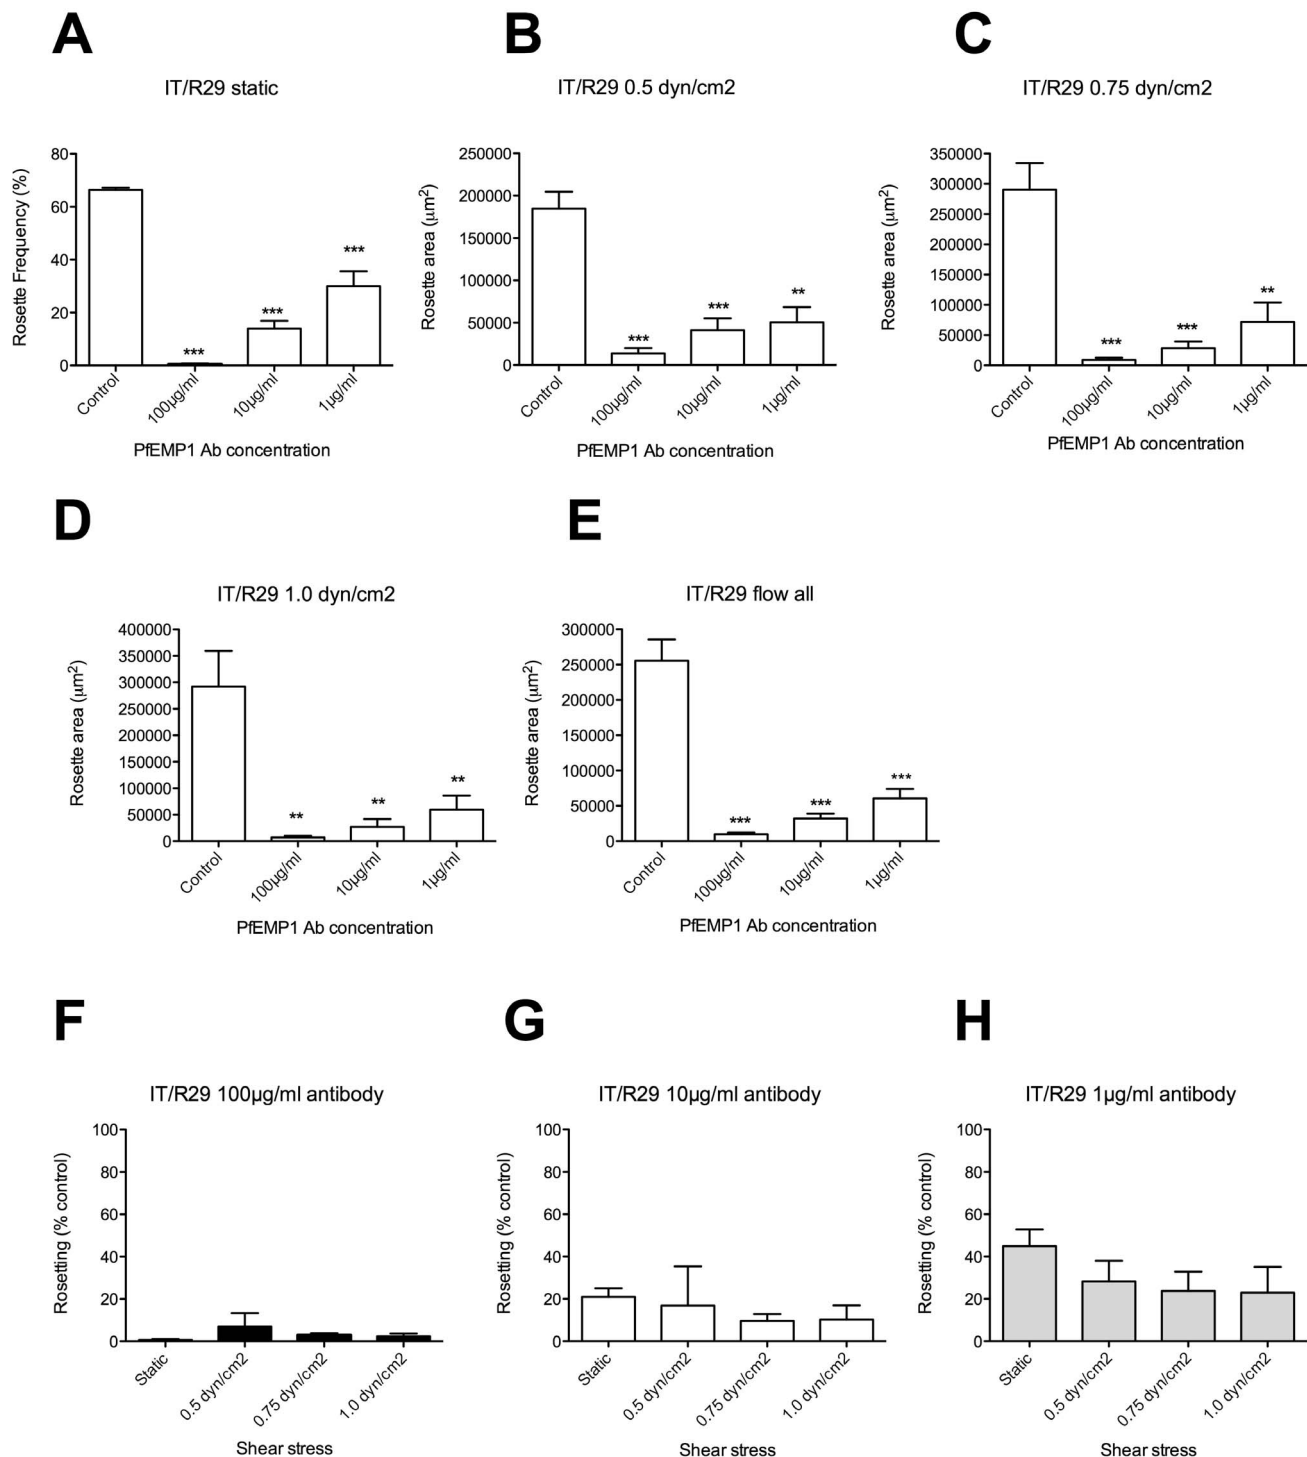 A
IT/R29 static
Rosette Frequency (%)
80
60
40
20
0
***
***
***
Control
100µg/ml
10µg/ml
1µg/ml
PfEMP1 Ab concentration
B
IT/R29 0.5 dyn/cm2
Rosette area (µm²)
250000
200000
150000
100000
50000
0
***
***
**
Control
100µg/ml
10µg/ml
1µg/ml
PfEMP1 Ab concentration
C
IT/R29 0.75 dyn/cm2
Rosette area (µm²)
350000
300000
250000
200000
150000
100000
50000
0
***
***
**
Control
100µg/ml
10µg/ml
1µg/ml
PfEMP1 Ab concentration
D
IT/R29 1.0 dyn/cm2
Rosette area (µm²)
400000
350000
300000
250000
200000
150000
100000
50000
0
**
**
**
Control
100µg/ml
10µg/ml
1µg/ml
PfEMP1 Ab concentration
E
IT/R29 flow all
Rosette area (µm²)
300000
250000
200000
150000
100000
50000
0
***
***
***
Control
100µg/ml
10µg/ml
1µg/ml
PfEMP1 Ab concentration
F
IT/R29 100µg/ml antibody
Rosetting (% control)
100
80
60
40
20
0
Static
0.5 dyn/cm2
0.75 dyn/cm2
1.0 dyn/cm2
Shear stress
G
IT/R29 10µg/ml antibody
Rosetting (% control)
100
80
60
40
20
0
Static
0.5 dyn/cm2
0.75 dyn/cm2
1.0 dyn/cm2
Shear stress
H
IT/R29 1µg/ml antibody
Rosetting (% control)
100
80
60
40
20
0
Static
0.5 dyn/cm2
0.75 dyn/cm2
1.0 dyn/cm2
Shear stress